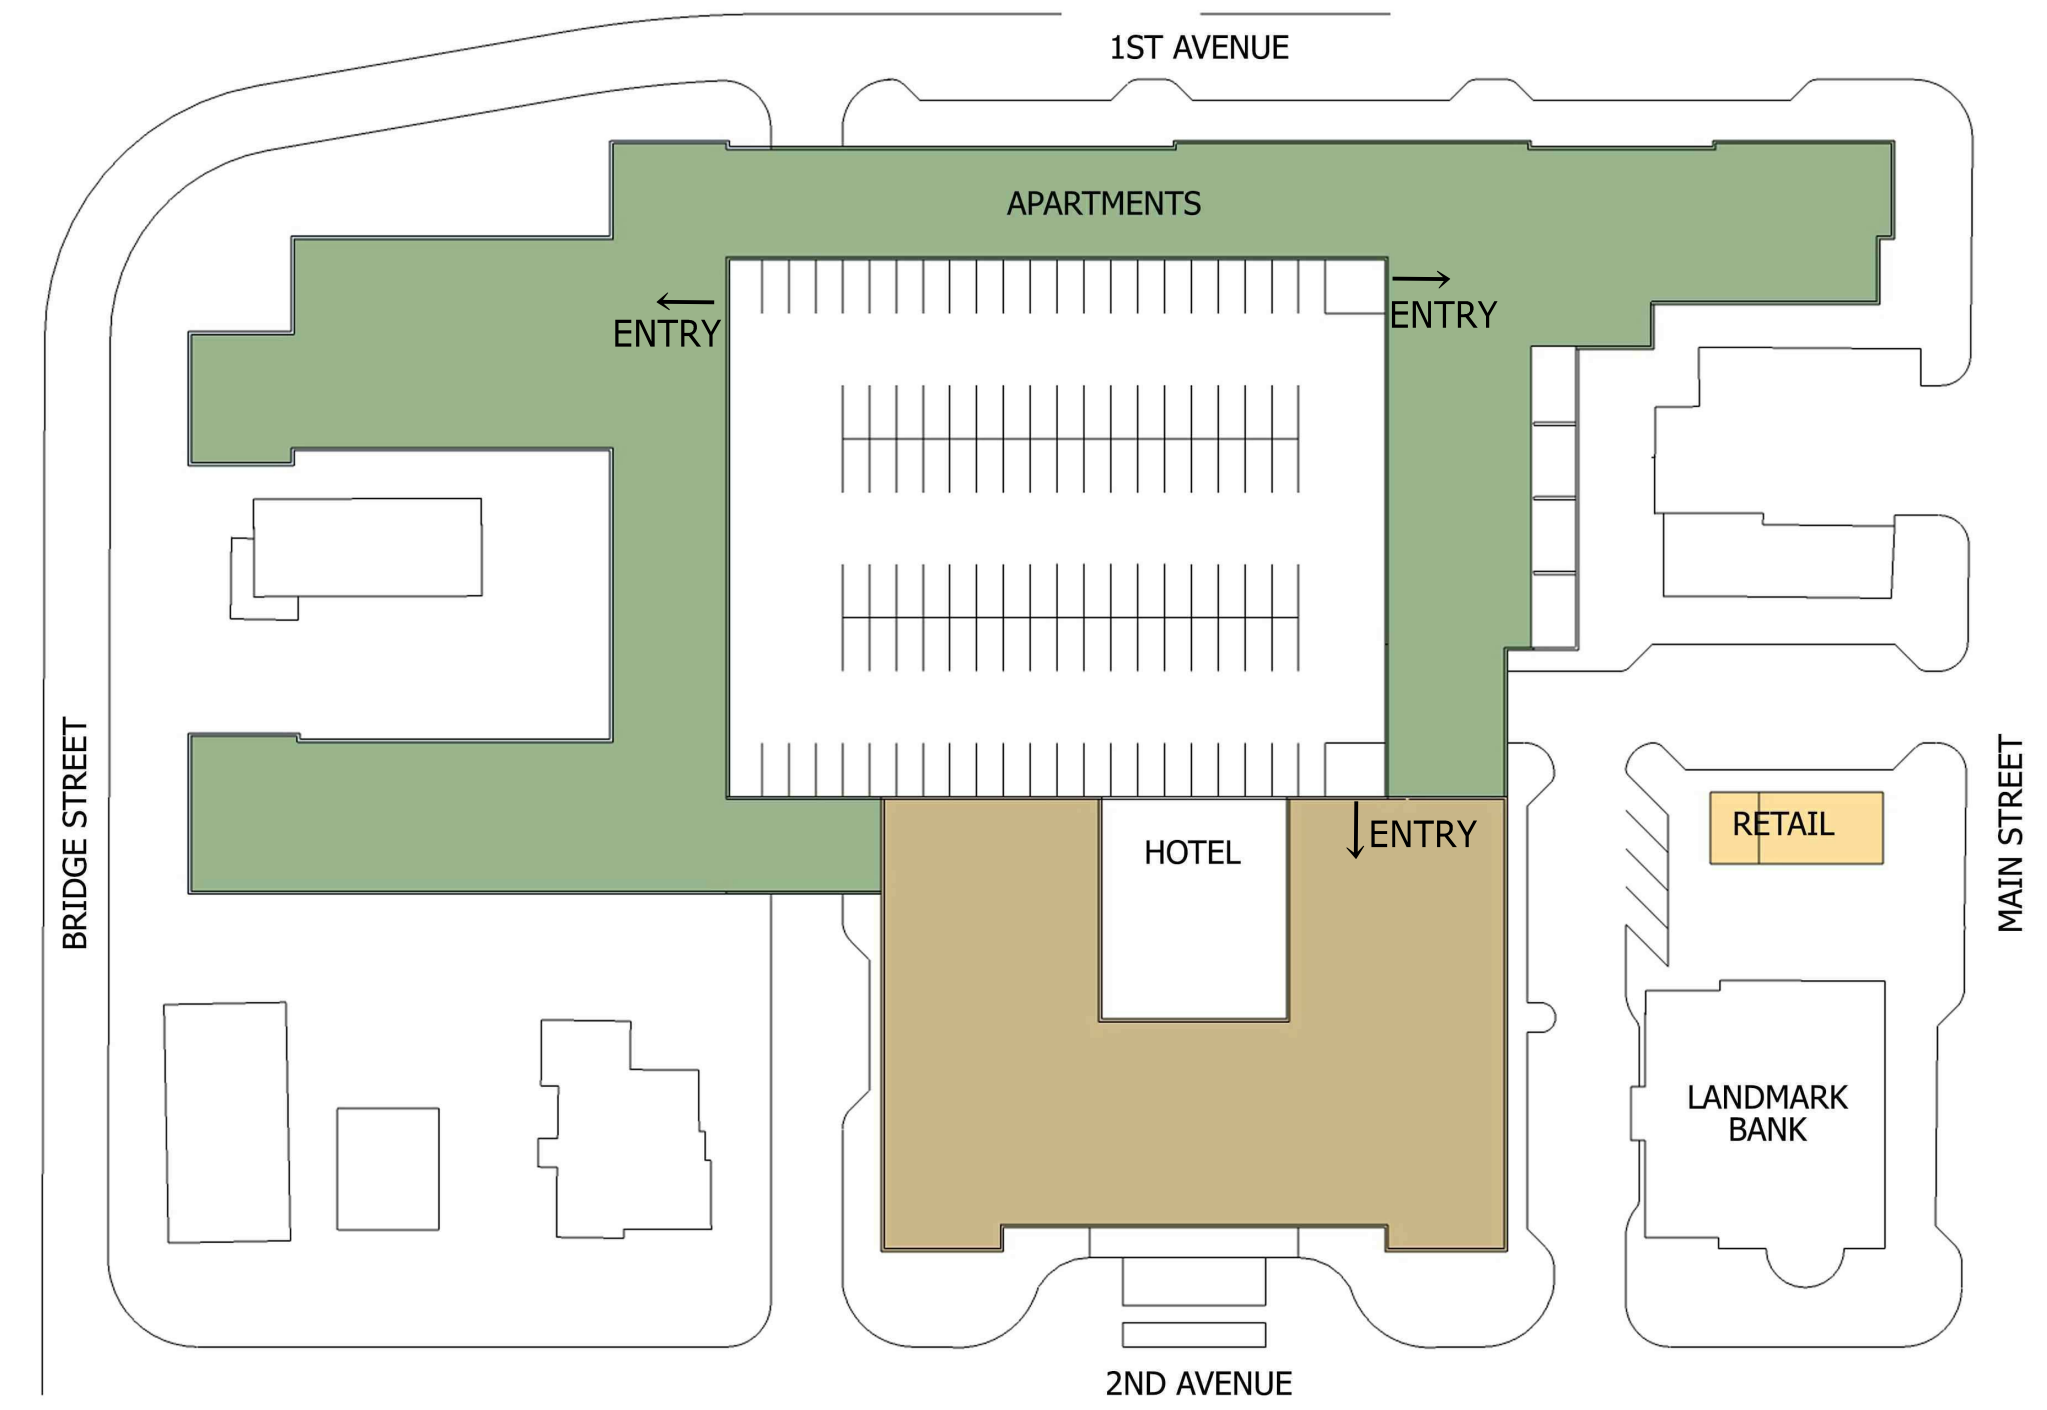 1ST AVENUE
APARTMENTS
ENTRY
ENTRY
BRIDGE STREET
MAIN STREET
RETAIL
HOTEL
ENTRY
LANDMARK
BANK
2ND AVENUE